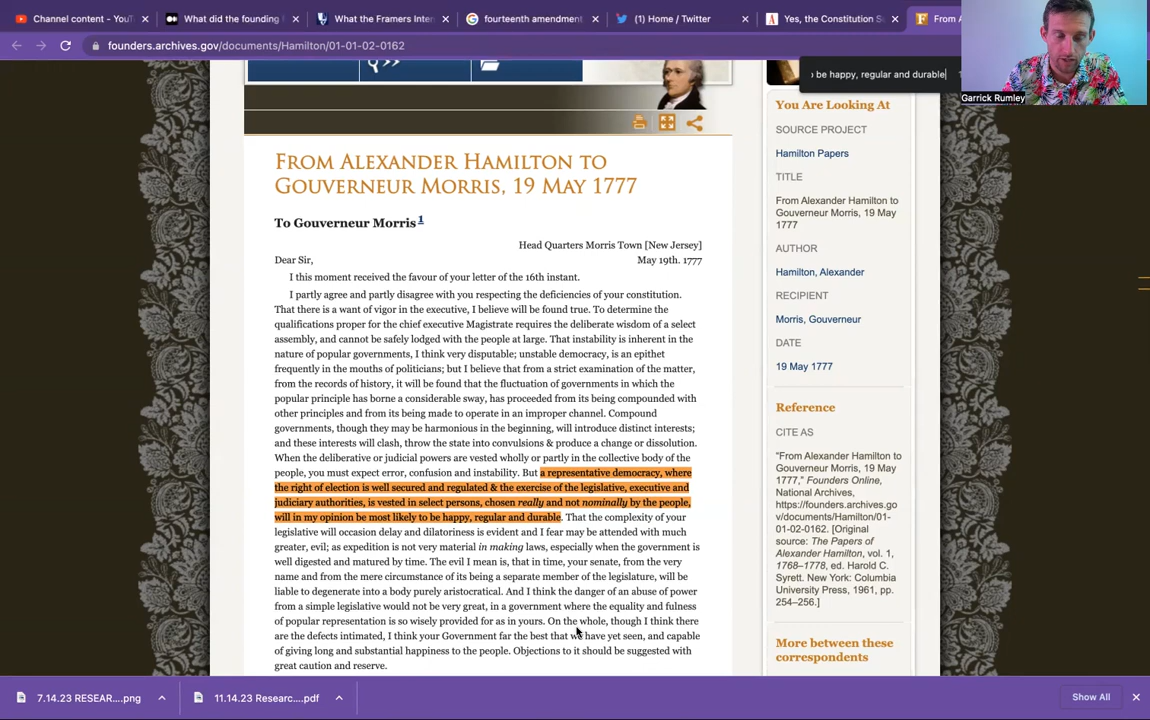 Channel content - YouT
What did the founding
What the Framers Inter
fourteenth amendment
(1) Home / Twitter
Yes, the Constitution S
From A
founders.archives.gov/documents/Hamilton/01-01-02-0162
be happy, regular and durable
Garrick Rumley
FROM ALEXANDER HAMILTON TO
GOUVERNEUR MORRIS, 19 MAY 1777
To Gouverneur Morris1
Head Quarters Morris Town [New Jersey]
Dear Sir,
May 19th. 1777
I this moment received the favour of your letter of the 16th instant.
I partly agree and partly disagree with you respecting the deficiencies of your constitution.
That there is a want of vigor in the executive, I believe will be found true. To determine the
qualifications proper for the chief executive Magistrate requires the deliberate wisdom of a select
assembly, and cannot be safely lodged with the people at large. That instability is inherent in the
nature of popular governments, I think very disputable; unstable democracy, is an epithet
frequently in the mouths of politicians; but I believe that from a strict examination of the matter,
from the records of history, it will be found that the fluctuation of governments in which the
popular principle has borne a considerable sway, has proceeded from its being compounded with
other principles and from its being made to operate in an improper channel. Compound
governments, though they may be harmonious in the beginning, will introduce distinct interests;
and these interests will clash, throw the state into convulsions & produce a change or dissolution.
When the deliberative or judicial powers are vested wholly or partly in the collective body of the
people, you must expect error, confusion and instability. But a representative democracy, where
the right of election is well secured and regulated & the exercise of the legislative, executive and
judiciary authorities, is vested in select persons, chosen really and not nominally by the people,
will in my opinion be most likely to be happy, regular and durable. That the complexity of your
legislative will occasion delay and dilatoriness is evident and I fear may be attended with much
greater, evil; as expedition is not very material in making laws, especially when the government is
well digested and matured by time. The evil I mean is, that in time, your senate, from the very
name and from the mere circumstance of its being a separate member of the legislature, will be
liable to degenerate into a body purely aristocratical. And I think the danger of an abuse of power
from a simple legislative would not be very great, in a government where the equality and fulness
of popular representation is so wisely provided for as in yours. On the whole, though I think there
are the defects intimated, I think your Government far the best that we have yet seen, and capable
of giving long and substantial happiness to the people. Objections to it should be suggested with
great caution and reserve.
You Are Looking At
SOURCE PROJECT
Hamilton Papers
TITLE
From Alexander Hamilton to
Gouverneur Morris, 19 May
1777
AUTHOR
Hamilton, Alexander
RECIPIENT
Morris, Gouverneur
DATE
19 May 1777
Reference
CITE AS
"From Alexander Hamilton to
Gouverneur Morris, 19 May
1777," Founders Online,
National Archives,
https://founders.archives.go
v/documents/Hamilton/01-
01-02-0162. [Original
source: The Papers of
Alexander Hamilton, vol. 1,
1768–1778, ed. Harold C.
Syrett. New York: Columbia
University Press, 1961, pp.
254–256.]
More between these
correspondents
7.14.23 RESEAR....png
11.14.23 Researc....pdf
Show All